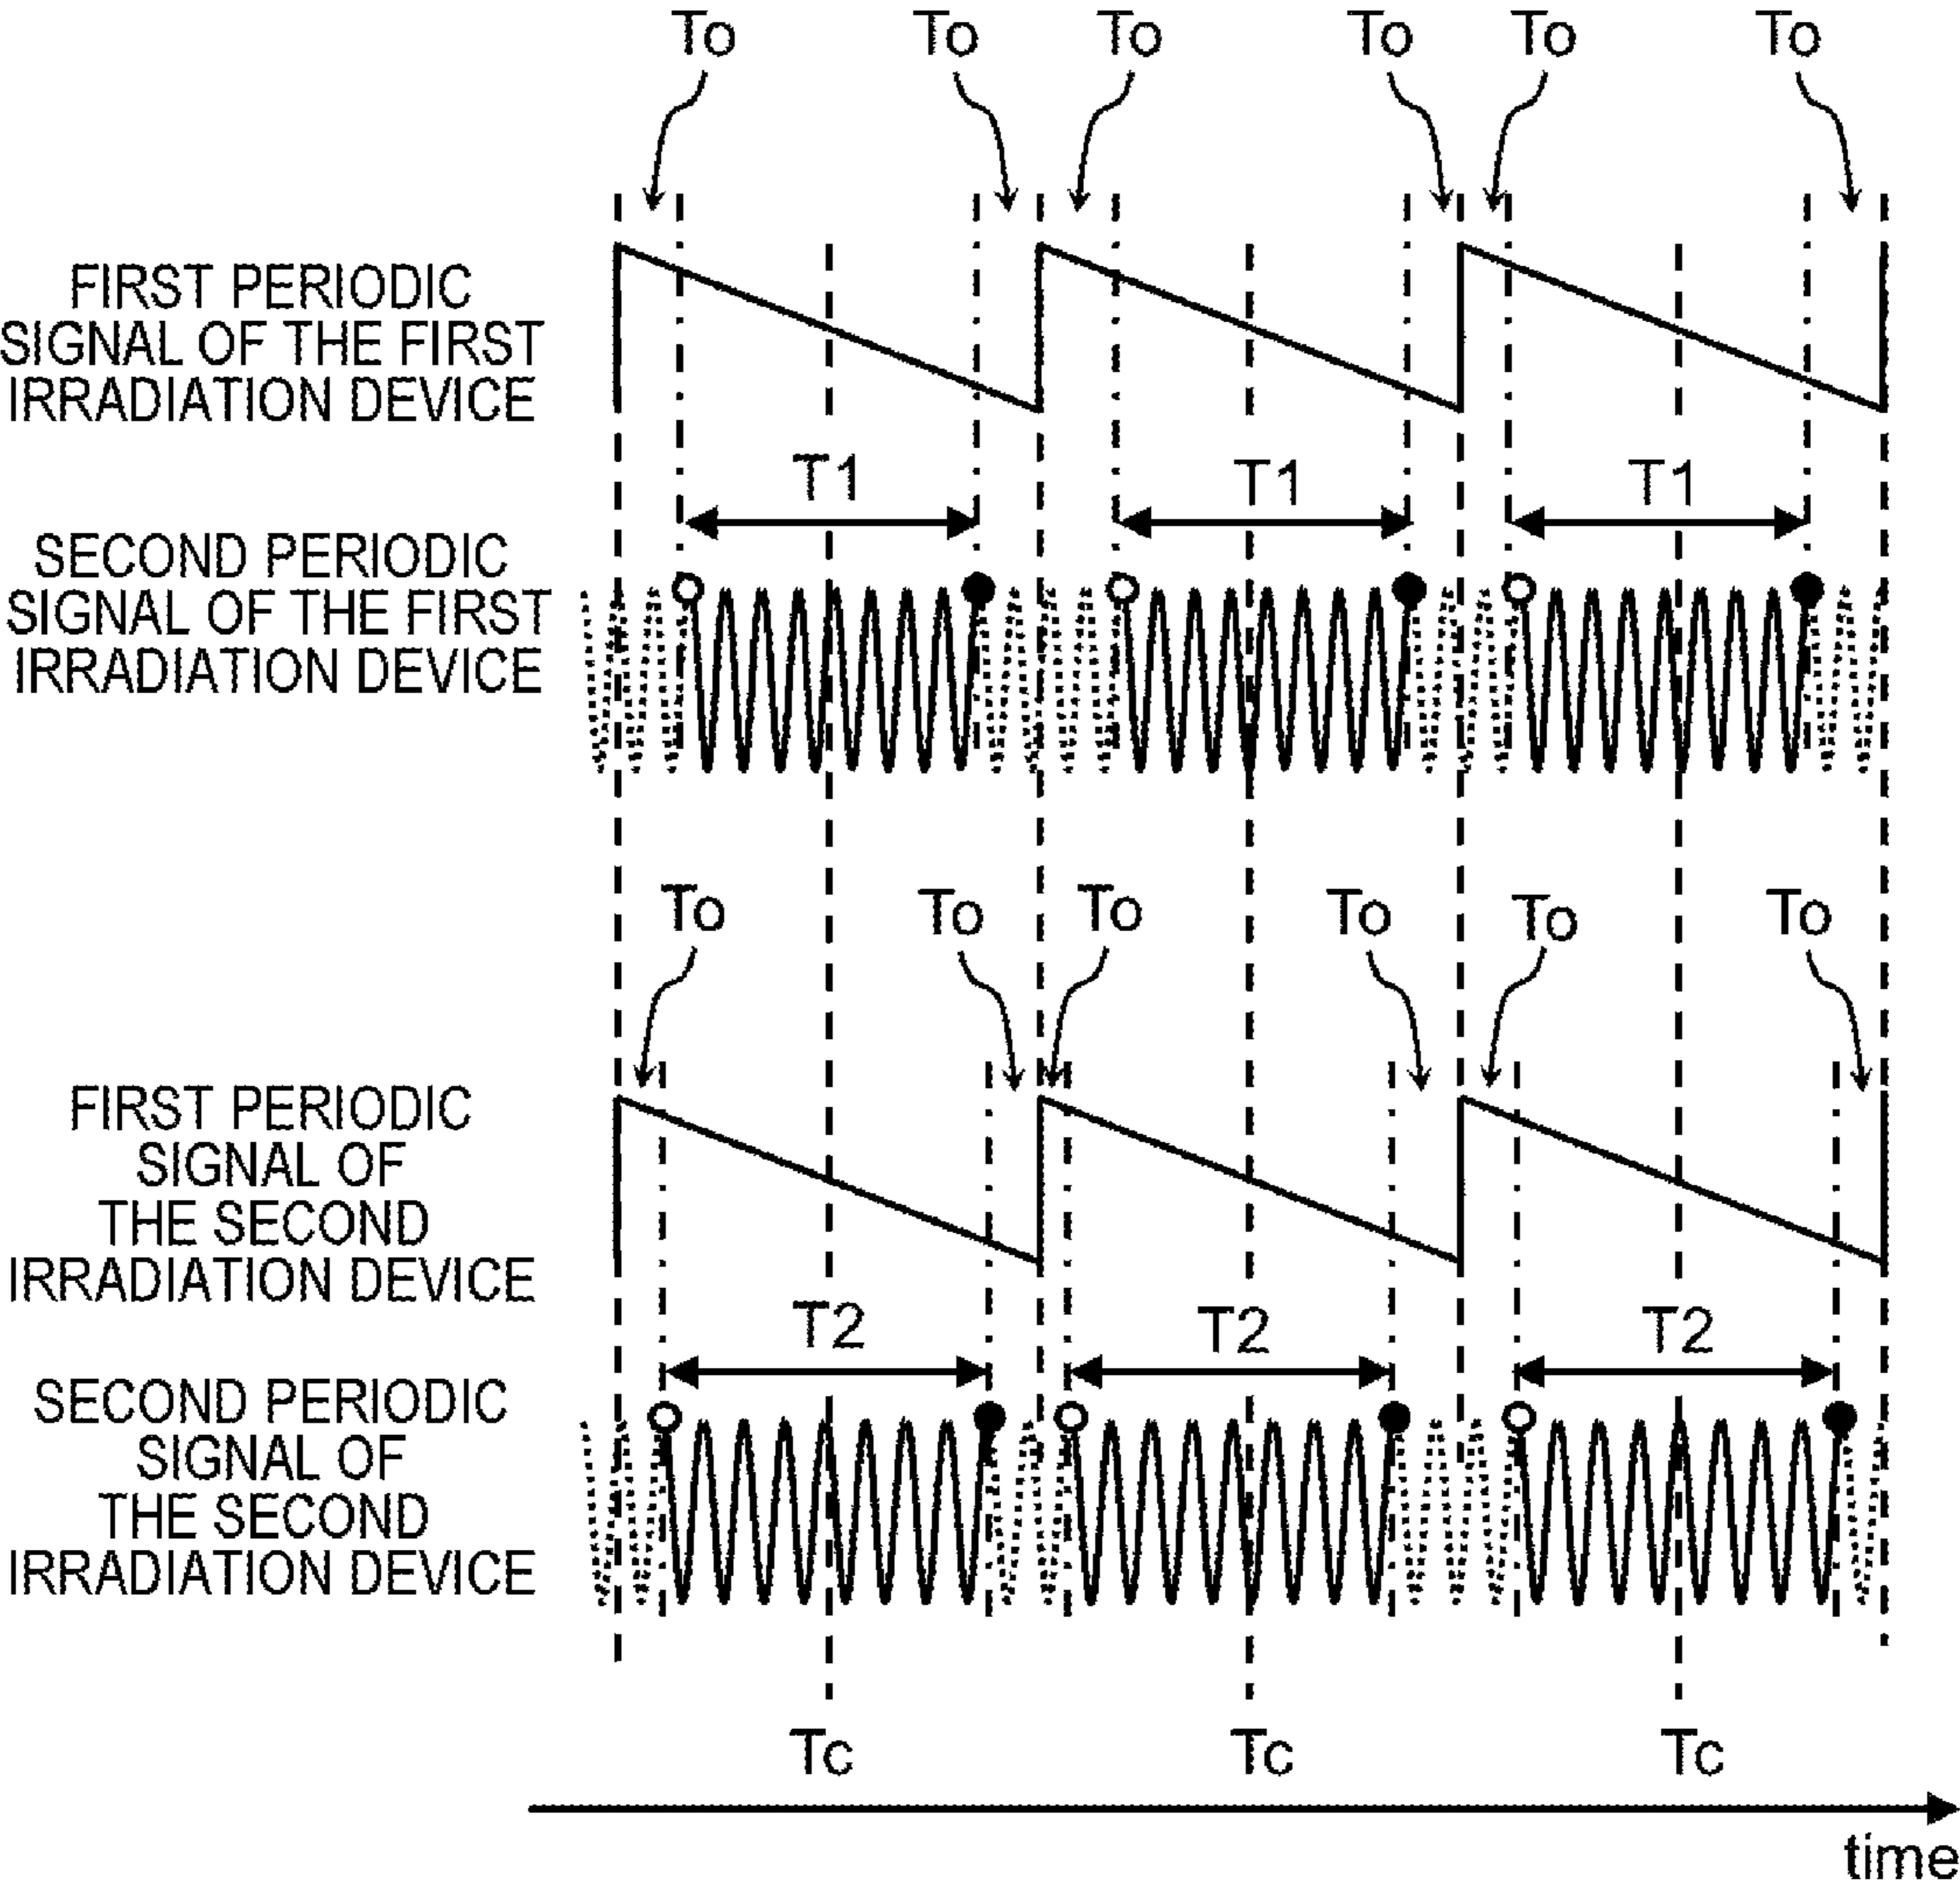 To To To To To To
FIRST PERIODIC
SIGNAL OF THE FIRST
IRRADIATION DEVICE
T1 T1 T1
SECOND PERIODIC
SIGNAL OF THE FIRST
IRRADIATION DEVICE
To To To To To To
FIRST PERIODIC
SIGNAL OF
THE SECOND
IRRADIATION DEVICE
T2 T2 T2
SECOND PERIODIC
SIGNAL OF
THE SECOND
IRRADIATION DEVICE
Tc Tc Tc
time